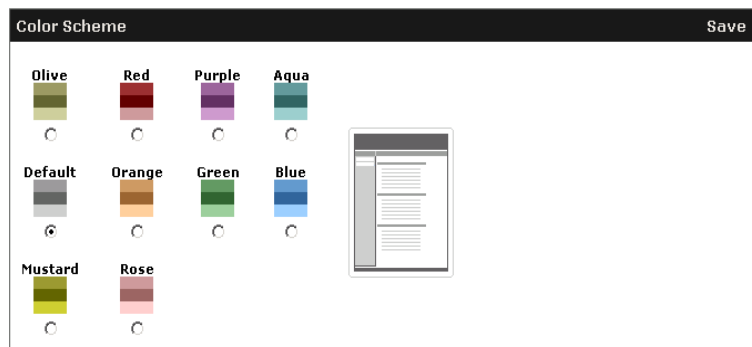 Color Scheme Save
Olive Red Purple Aqua
Default Orange Green Blue
Mustard Rose